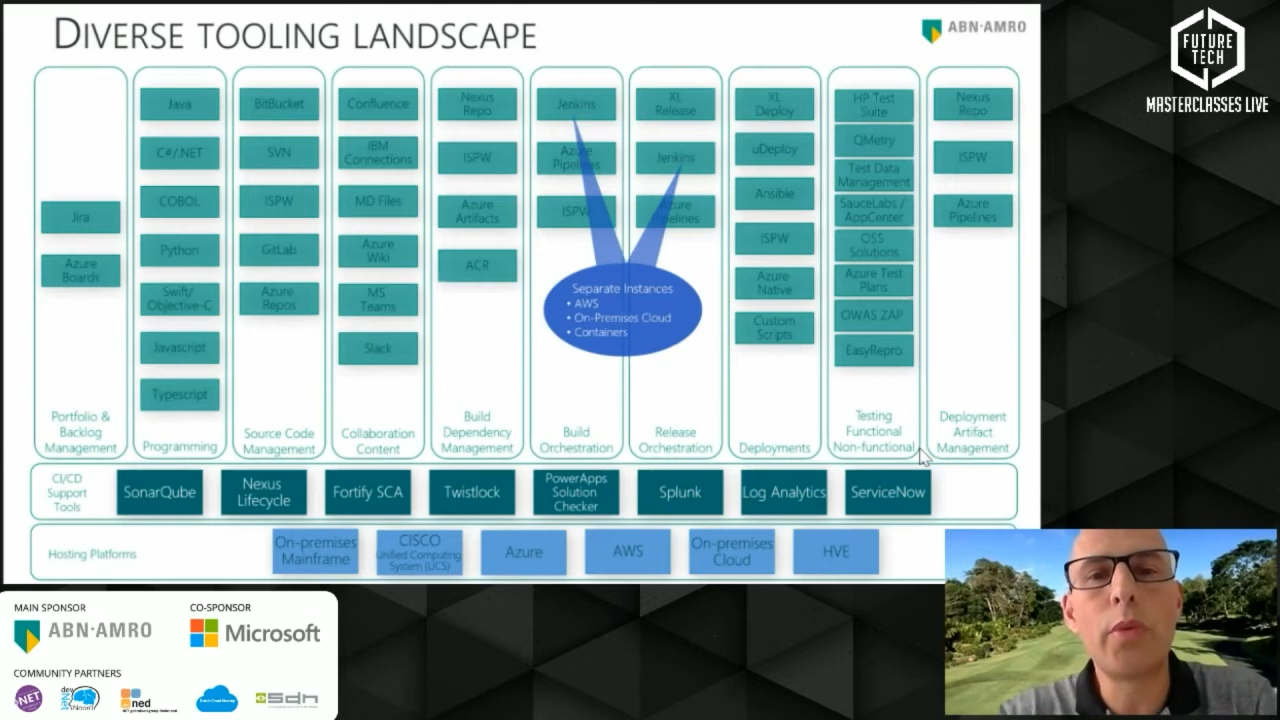 DIVERSE TOOLING LANDSCAPE
ABN·AMRO
FUTURE
TECH
MASTERCLASSES LIVE
Jira
Azure
Boards
Portfolio &
Backlog
Management
Java
C#/.NET
COBOL
Python
Swift/
Objective-C
Javascript
Typescript
Programming
BitBucket
SVN
ISPW
GitLab
Azure
Repos
Source Code
Management
Confluence
IBM
Connections
MD Files
Azure
Wiki
MS
Teams
Slack
Collaboration
Content
Nexus
Repo
ISPW
Azure
Artifacts
ACR
Build
Dependency
Management
Jenkins
Azure
Pipelines
ISPW
Build
Orchestration
XL
Release
Jenkins
Azure
Pipelines
Release
Orchestration
Separate Instances
• AWS
• On-Premises Cloud
• Containers
XL
Deploy
uDeploy
Ansible
ISPW
Azure
Native
Custom
Scripts
Deployments
HP Test
Suite
QMetry
Test Data
Management
SauceLabs /
AppCenter
OSS
Solutions
Azure Test
Plans
OWAS ZAP
EasyRepro
Testing
Functional
Non-functional
Nexus
Repo
ISPW
Azure
Pipelines
Deployment
Artifact
Management
CI/CD
Support
Tools
SonarQube
Nexus
Lifecycle
Fortify SCA
Twistlock
PowerApps
Solution
Checker
Splunk
Log Analytics
ServiceNow
Hosting Platforms
On-premises
Mainframe
CISCO
Unified Computing
System (UCS)
Azure
AWS
On-premises
Cloud
HVE
MAIN SPONSOR
ABN·AMRO
CO-SPONSOR
Microsoft
COMMUNITY PARTNERS
.NET
dev
Noord
ned
sdn